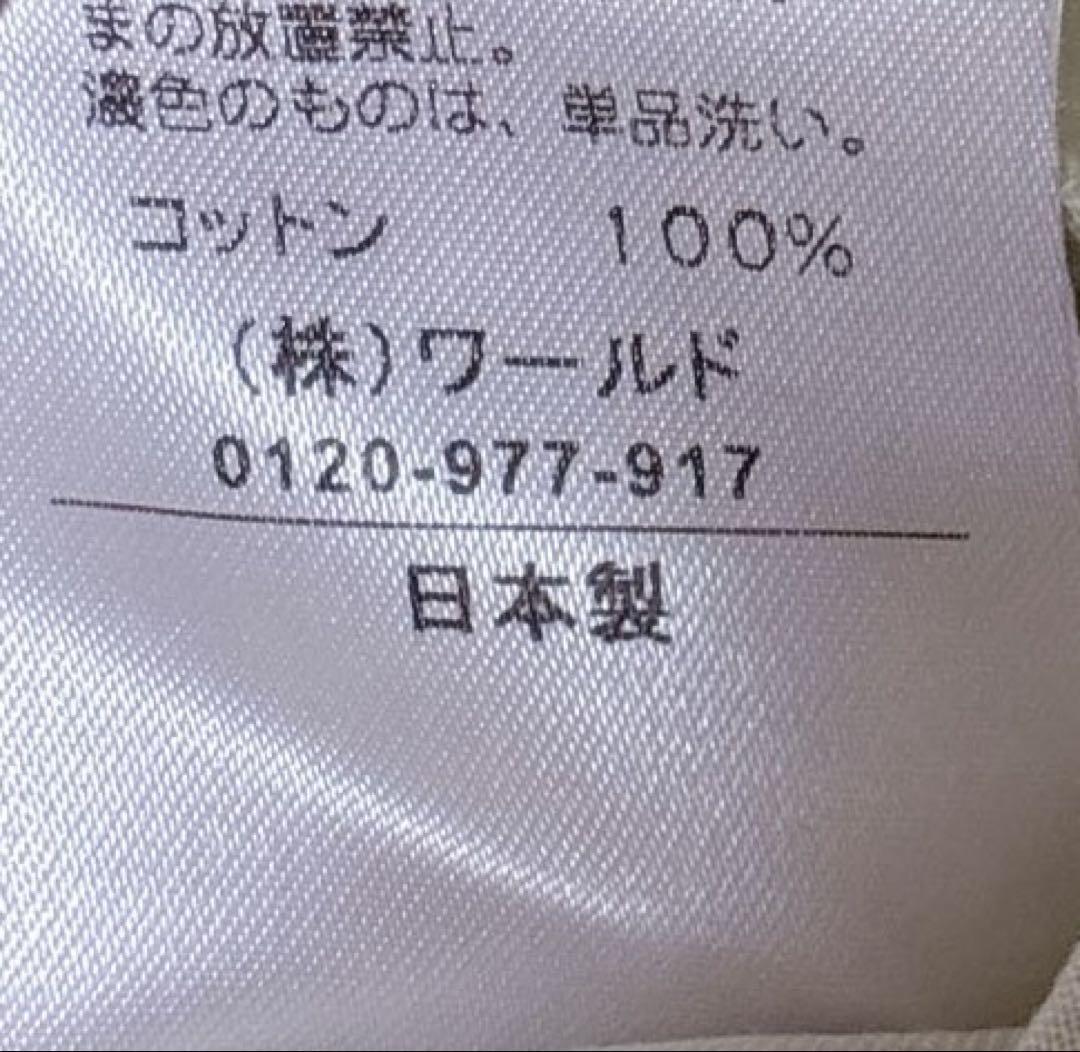 まの放置禁止。
濃色のものは、単品洗い。
コットン 100%
(株)ワールド
0120-977-917
日本製